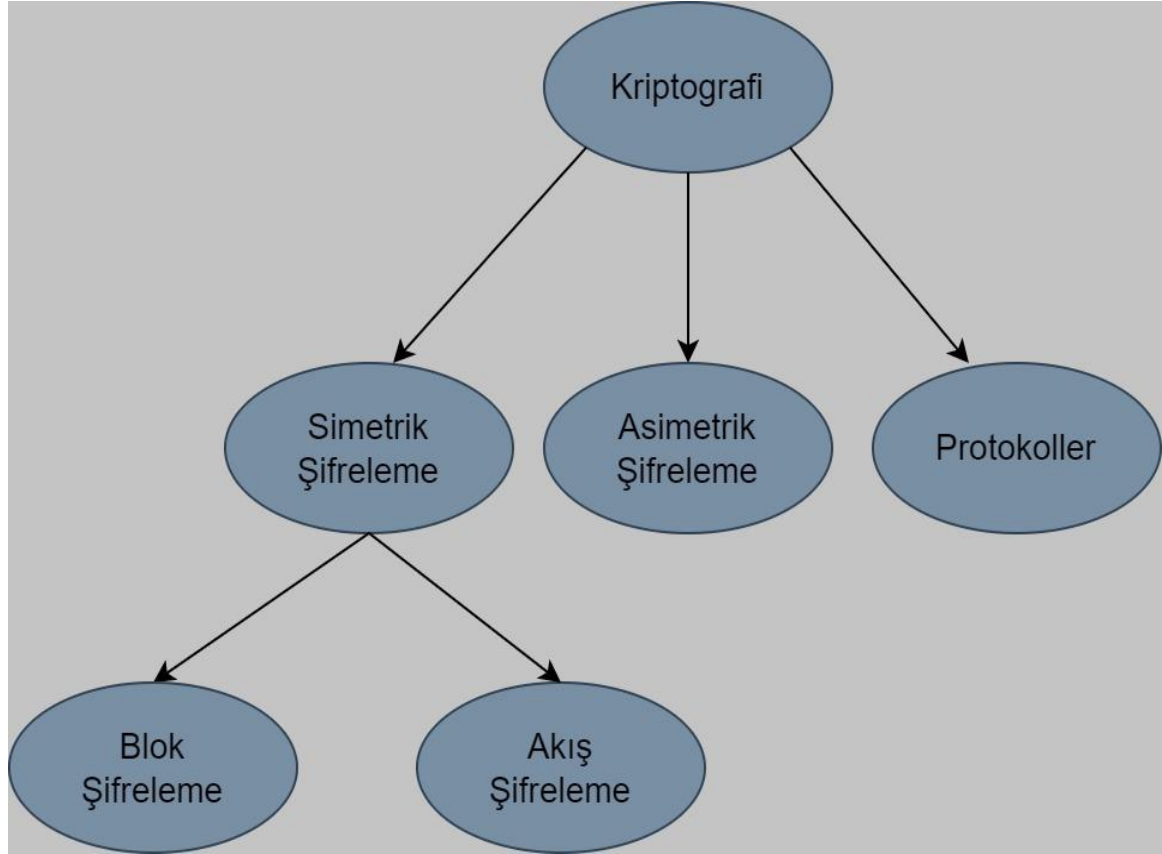 Kriptografi
Simetrik
Şifreleme
Asimetrik
Şifreleme
Protokoller
Blok
Şifreleme
Akış
Şifreleme